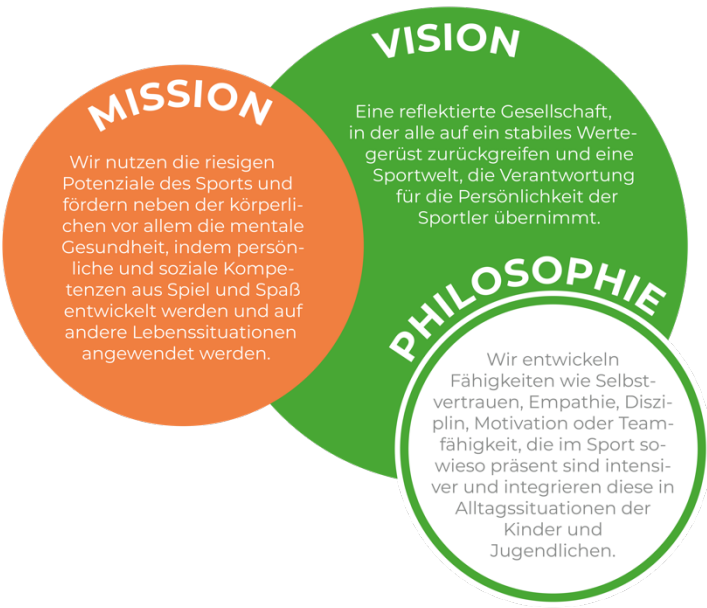 MISSION
Wir nutzen die riesigen
Potenziale des Sports und
fördern neben der körperli-
chen vor allem die mentale
Gesundheit, indem persön-
liche und soziale Kompe-
tenzen aus Spiel und Spaß
entwickelt werden und auf
andere Lebenssituationen
angewendet werden.
VISION
Eine reflektierte Gesellschaft,
in der alle auf ein stabiles Werte-
gerüst zurückgreifen und eine
Sportwelt, die Verantwortung
für die Persönlichkeit der
Sportler übernimmt.
PHILOSOPHIE
Wir entwickeln
Fähigkeiten wie Selbst-
vertrauen, Empathie, Diszi-
plin, Motivation oder Team-
fähigkeit, die im Sport so-
wieso präsent sind intensi-
ver und integrieren diese in
Alltagssituationen der
Kinder und
Jugendlichen.